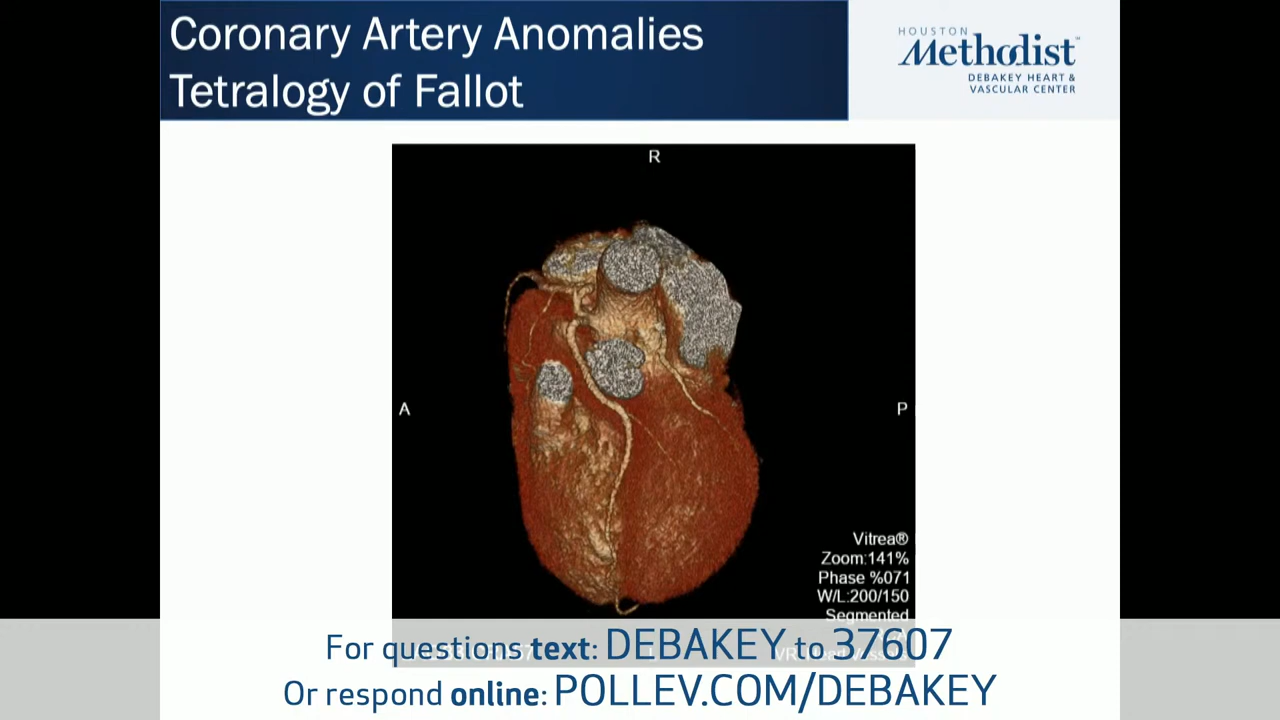 Coronary Artery Anomalies
Tetralogy of Fallot
HOUSTON
Methodist
DEBAKEY HEART &
VASCULAR CENTER
R
A
P
Vitrea®
Zoom:141%
Phase %071
W/L:200/150
Segmented
For questions text: DEBAKEY to 37607
Or respond online: POLLEV.COM/DEBAKEY